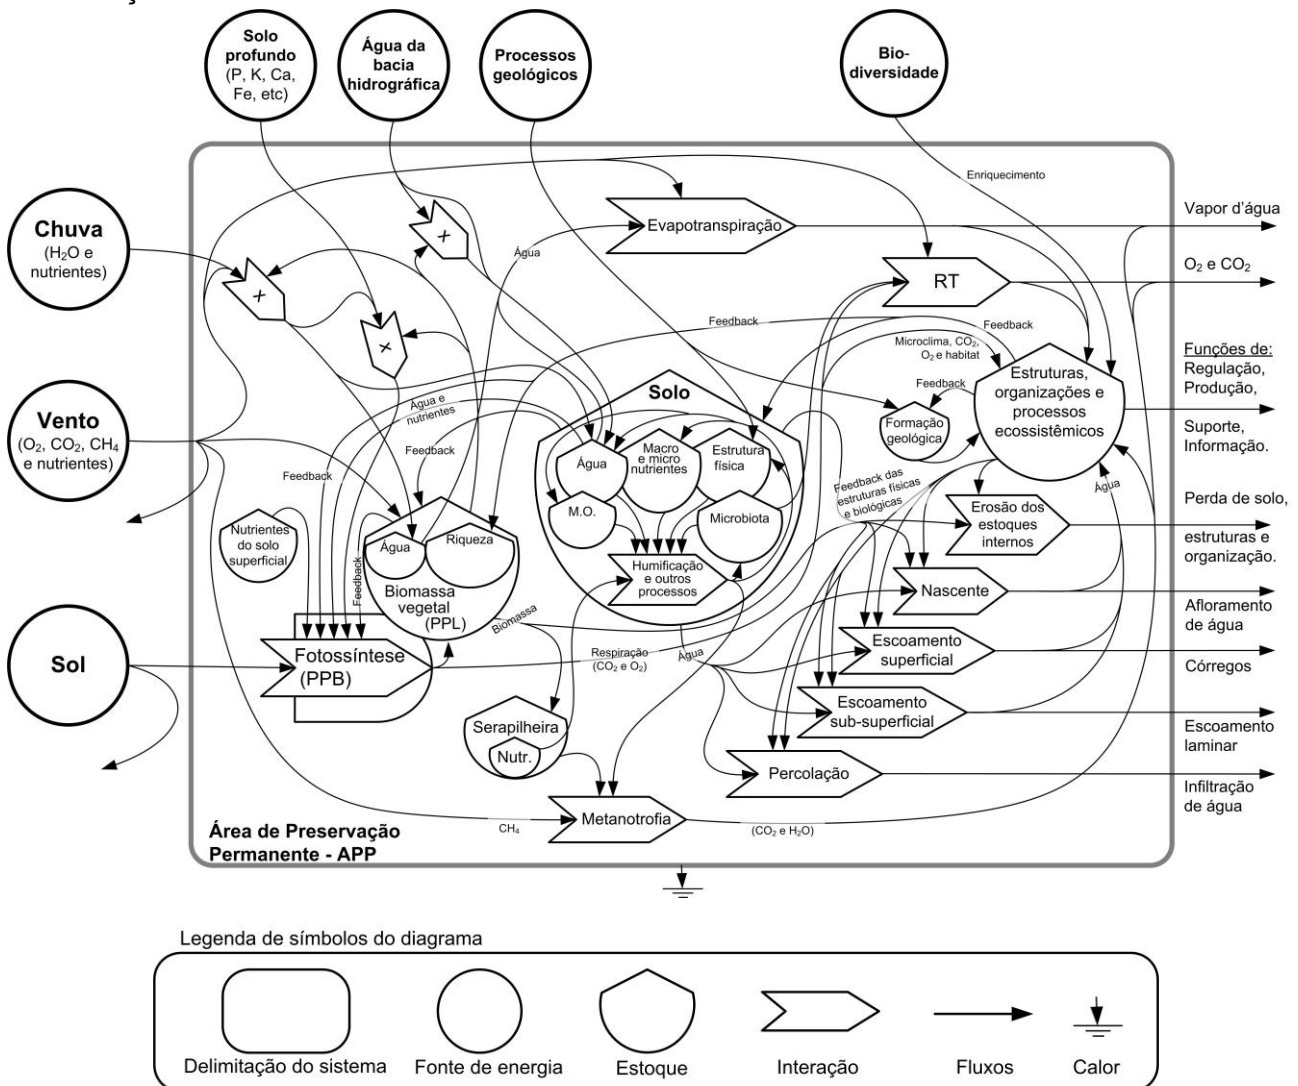 Solo
profundo
(P, K, Ca,
Fe, etc)
Água da
bacia
hidrográfica
Processos
geológicos
Bio-
diversidade
Chuva
(H₂O e
nutrientes)
Vento
(O₂, CO₂, CH₄
e nutrientes)
Sol
Enriquecimento
Evapotranspiração
Água
x
x
x
RT
Feedback
Feedback
Microclima, CO₂,
O₂ e habitat
Estruturas,
organizações e
processos
ecossistêmicos
Feedback
Formação
geológica
Solo
Água e
nutrientes
Feedback
Feedback
Água
Macro
e micro
nutrientes
Estrutura
física
M.O.
Microbiota
Humificação
e outros
processos
Feedback das
estruturas físicas
e biológicas
Água
Erosão dos
estoques
internos
Nutrientes
do solo
superficial
Água
Riqueza
Biomassa
vegetal
(PPL)
Feedback
Biomassa
Nascente
Fotossíntese
(PPB)
Respiração
(CO₂ e O₂)
Água
Escoamento
superficial
Escoamento
sub-superficial
Serapilheira
Nutr.
Percolação
CH₄
Metanotrofia
(CO₂ e H₂O)
Área de Preservação
Permanente - APP
Vapor d’água
O₂ e CO₂
Funções de:
Regulação,
Produção,
Suporte,
Informação.
Perda de solo,
estruturas e
organização.
Afloramento
de água
Córregos
Escoamento
laminar
Infiltração
de água
Legenda de símbolos do diagrama
Delimitação do sistema
Fonte de energia
Estoque
Interação
Fluxos
Calor